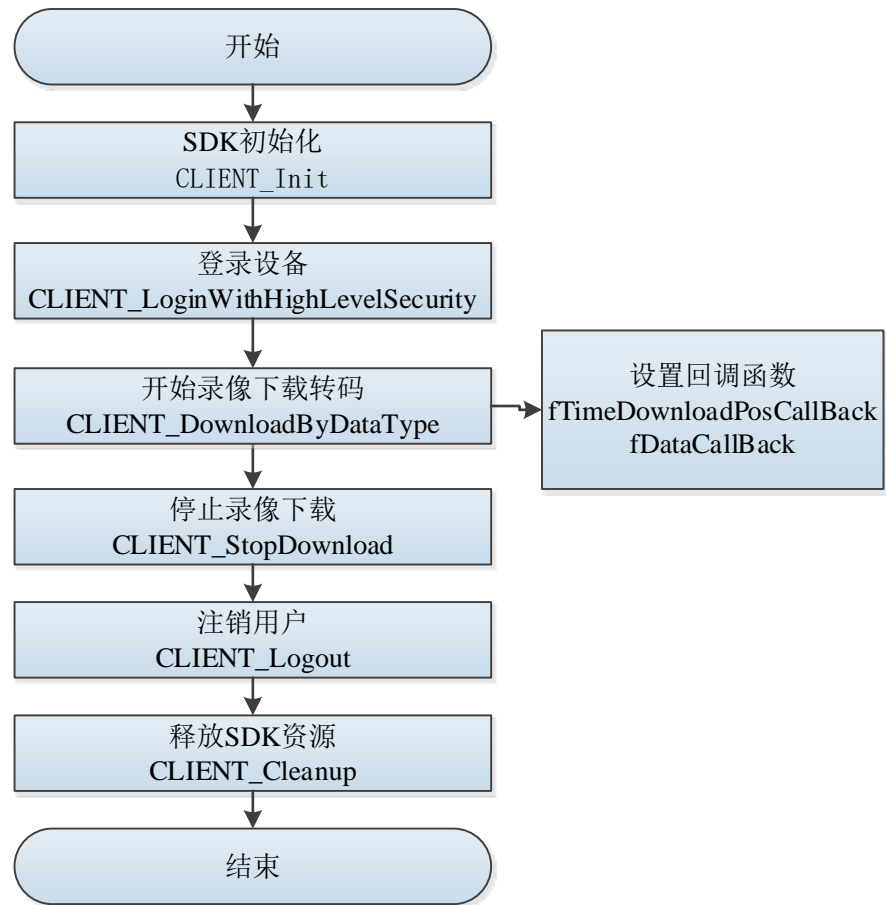 开始
SDK初始化
CLIENT_Init
登录设备
CLIENT_LoginWithHighLevelSecurity
开始录像下载转码
CLIENT_DownloadByDataType
设置回调函数
fTimeDownloadPosCallBack
fDataCallBack
停止录像下载
CLIENT_StopDownload
注销用户
CLIENT_Logout
释放SDK资源
CLIENT_Cleanup
结束